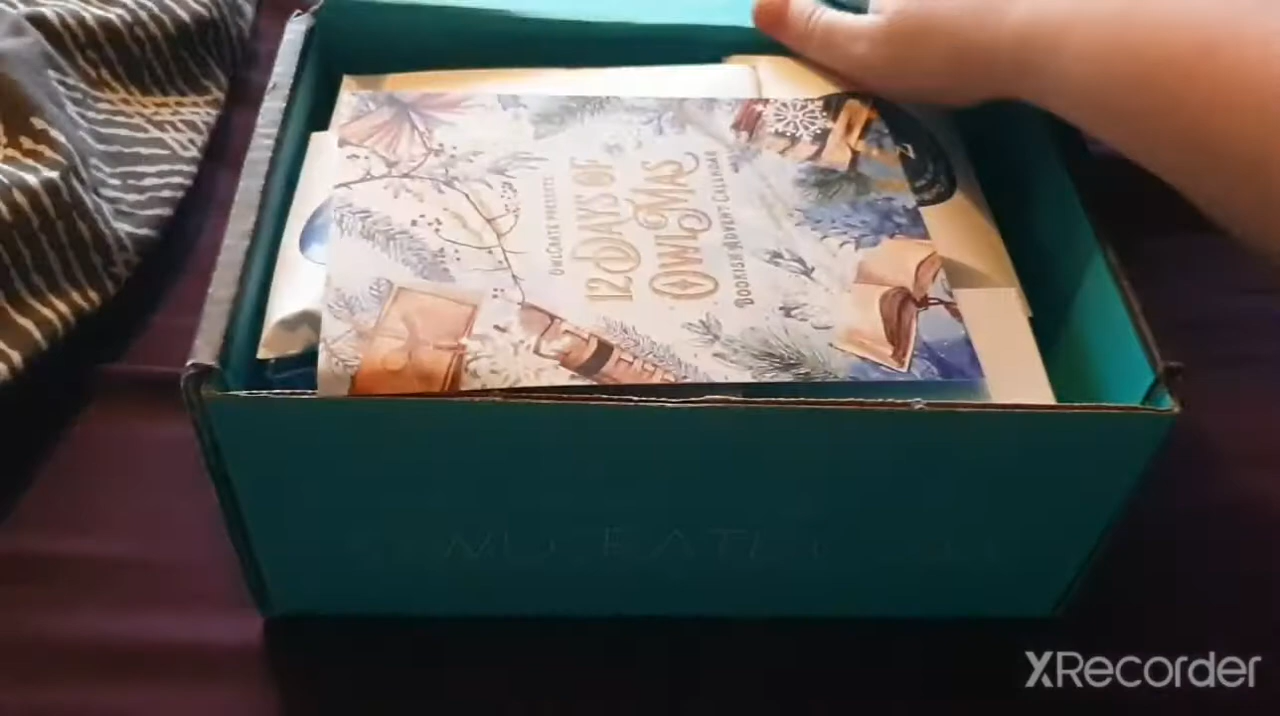 OWLCRATE PRESENTS
12 DAYS OF
OWLMAS
BOOKISH ADVENT CALENDAR
XRecorder